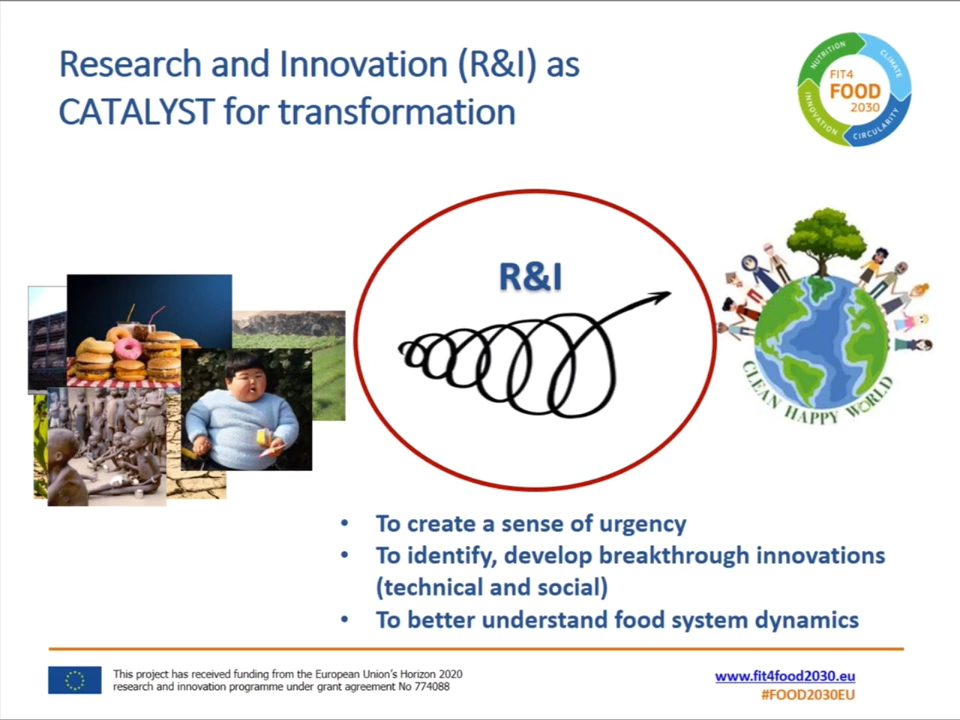 Research and Innovation (R&I) as
CATALYST for transformation
NUTRITION
CLIMATE
CIRCULARITY
INNOVATION
FIT4
FOOD
2030
R&I
CLEAN HAPPY WORLD
• To create a sense of urgency
• To identify, develop breakthrough innovations
(technical and social)
• To better understand food system dynamics
This project has received funding from the European Union's Horizon 2020
research and innovation programme under grant agreement No 774088
www.fit4food2030.eu
#FOOD2030EU